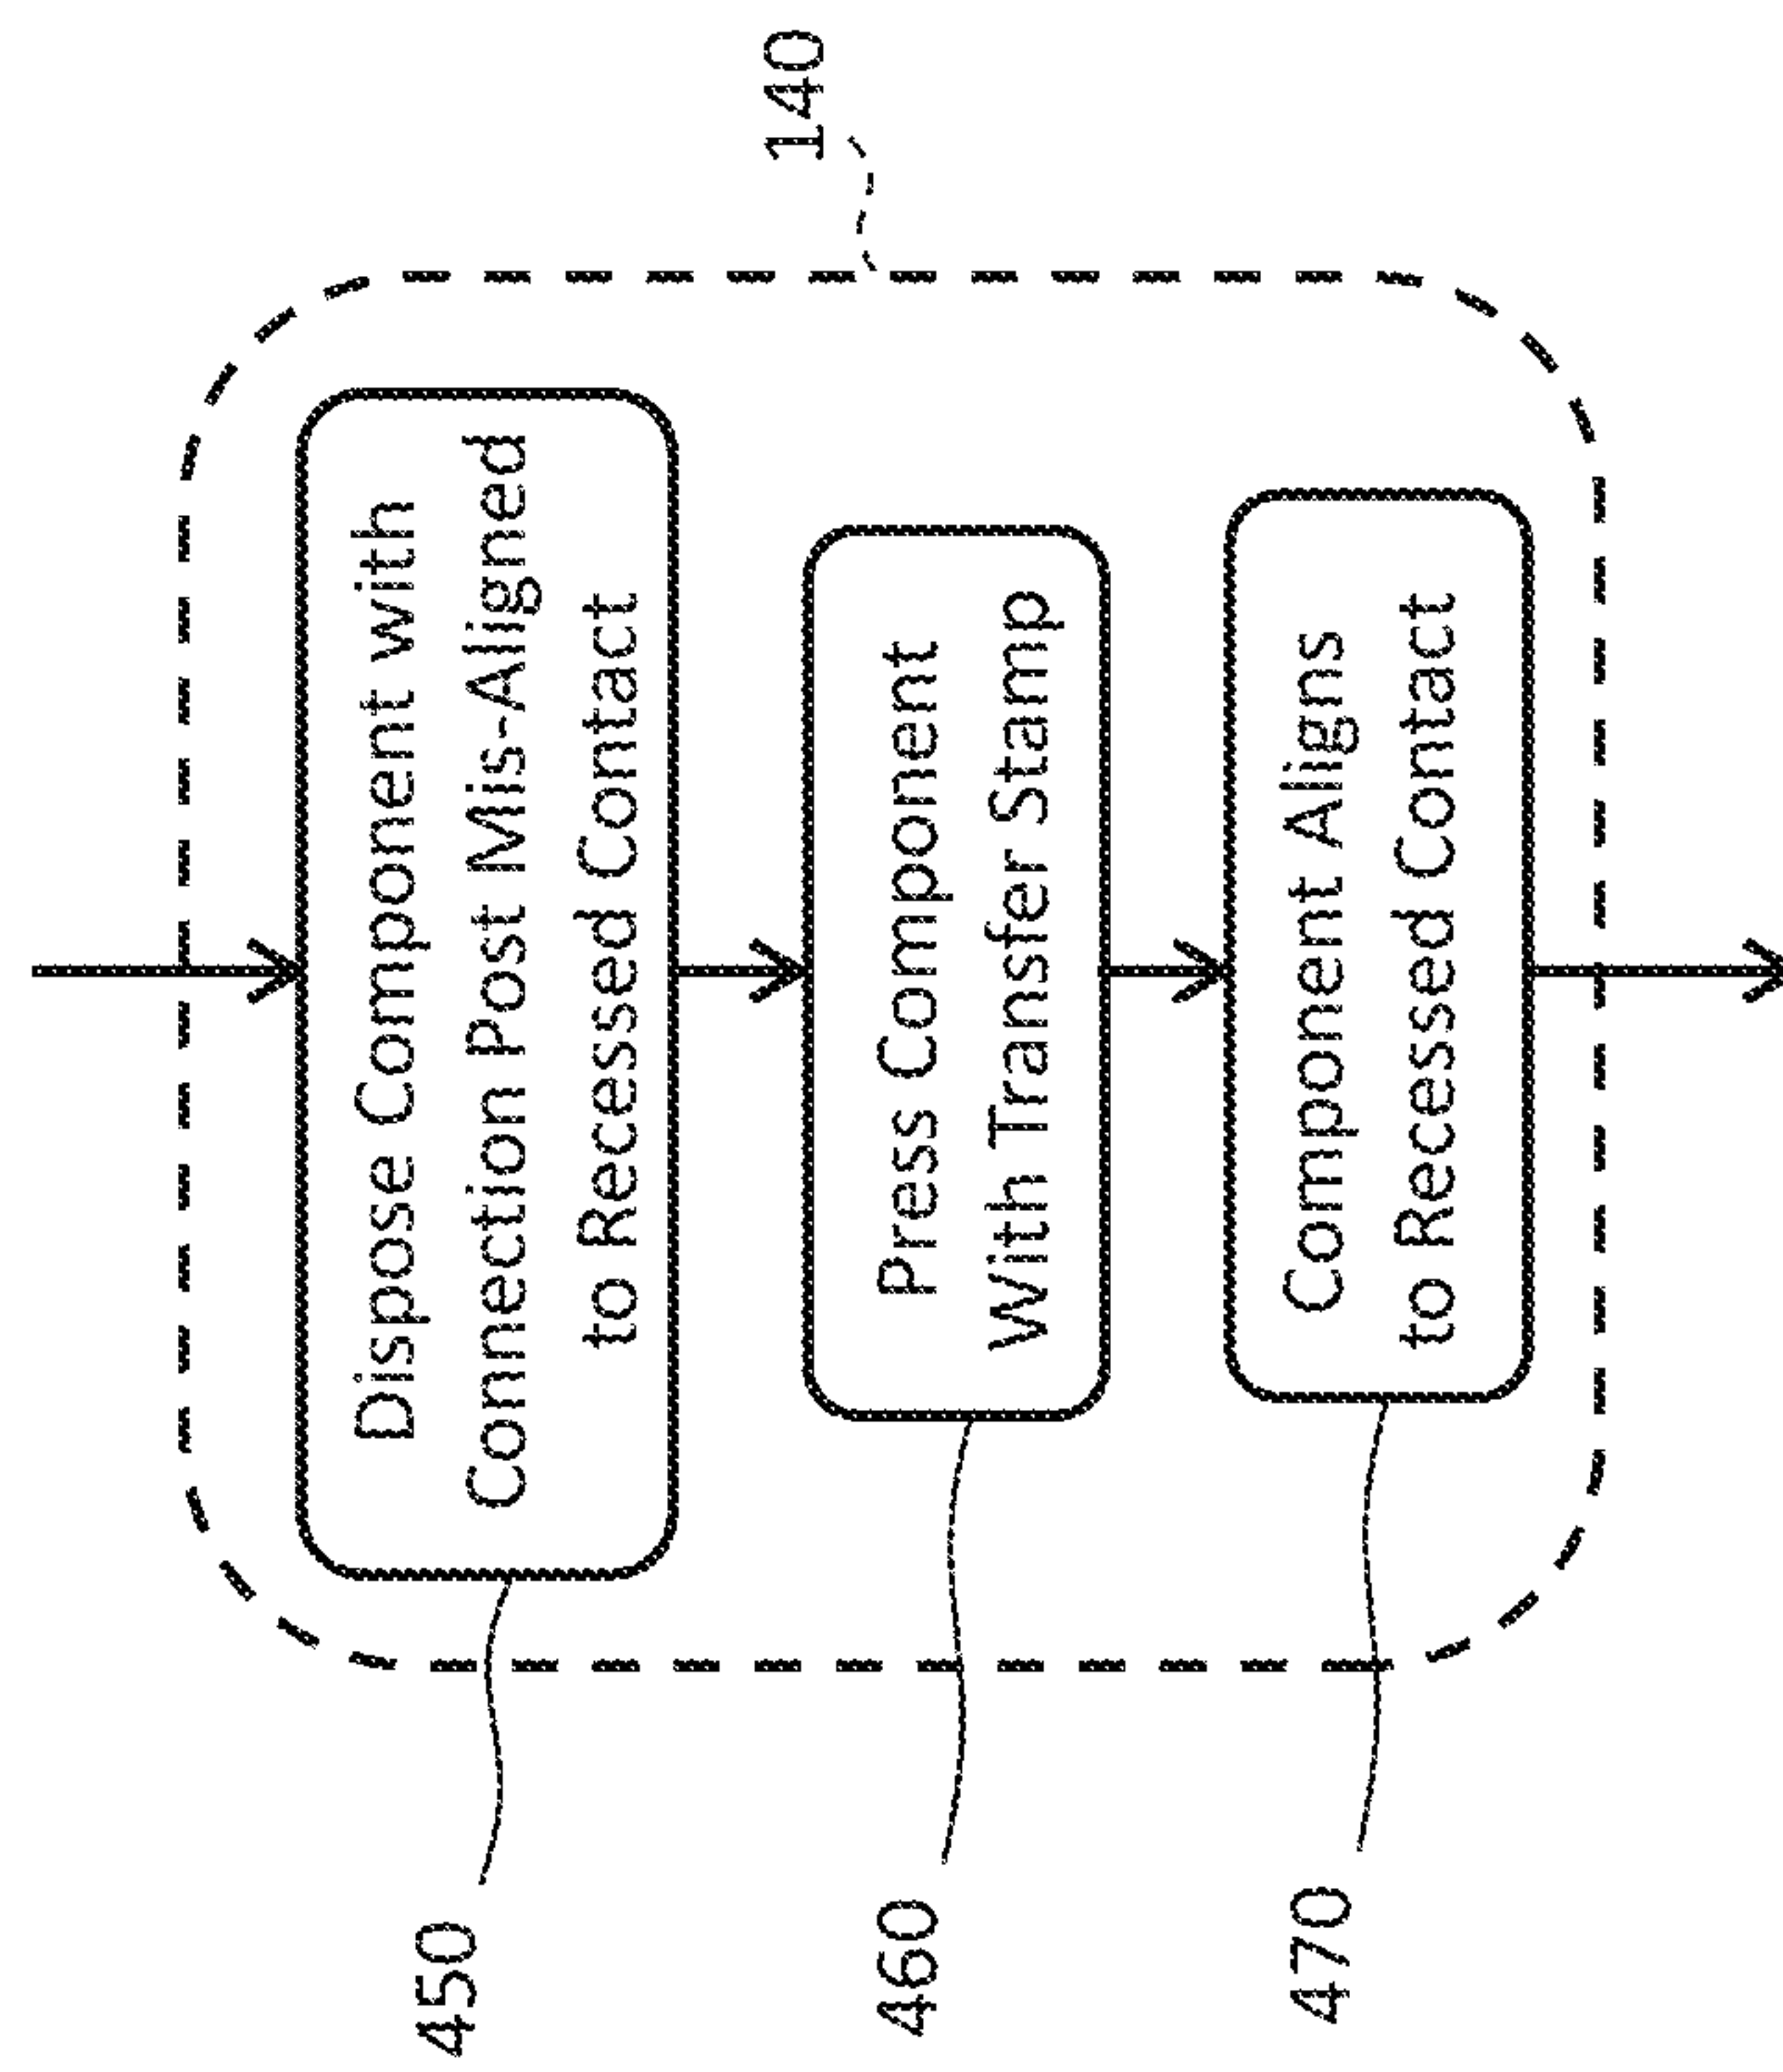 140
450
Dispose Component with
Connection Post Mis-Aligned
to Recessed Contact
460
Press Component
With Transfer Stamp
470
Component Aligns
to Recessed Contact